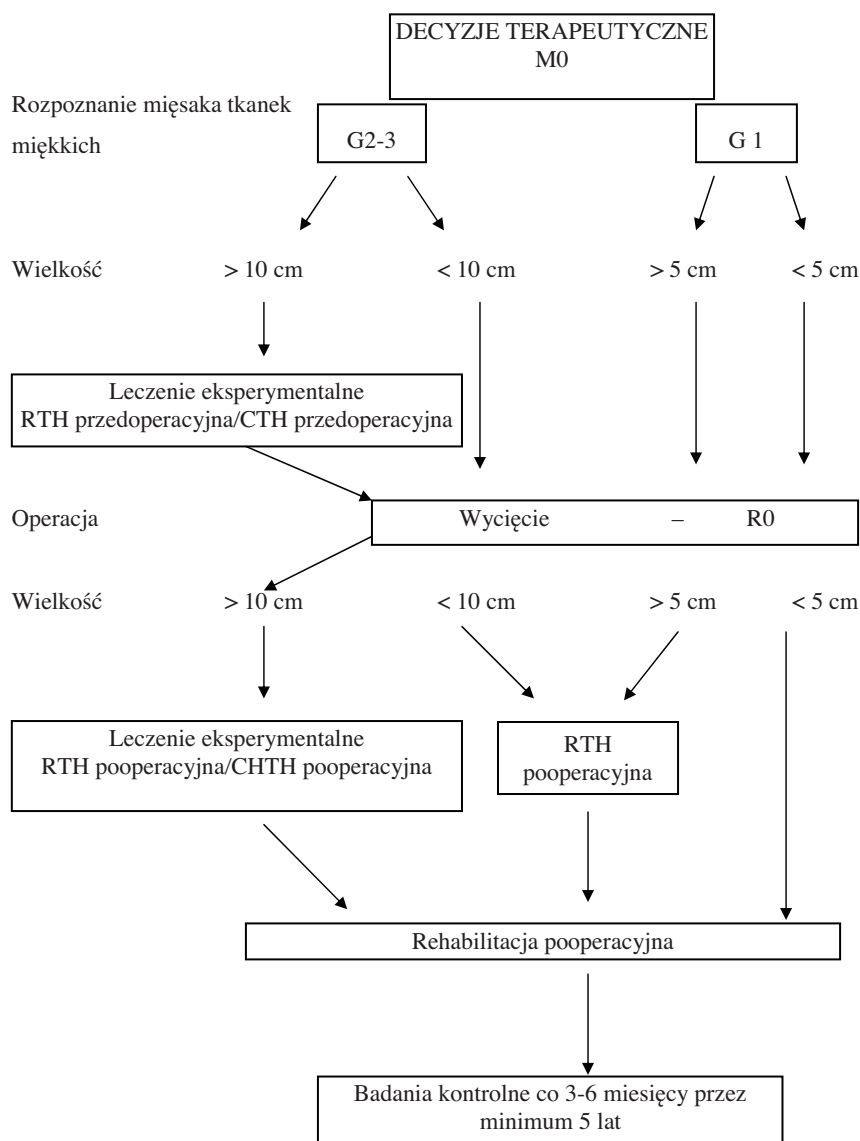 DECYZJE TERAPEUTYCZNE
M0
Rozpoznanie mięsaka tkanek
miękkich
G2-3
G 1
Wielkość > 10 cm < 10 cm > 5 cm < 5 cm
Leczenie eksperymentalne
RTH przedoperacyjna/CTH przedoperacyjna
Operacja Wycięcie – R0
Wielkość > 10 cm < 10 cm > 5 cm < 5 cm
Leczenie eksperymentalne
RTH pooperacyjna/CHTH pooperacyjna
RTH
pooperacyjna
Rehabilitacja pooperacyjna
Badania kontrolne co 3-6 miesięcy przez
minimum 5 lat